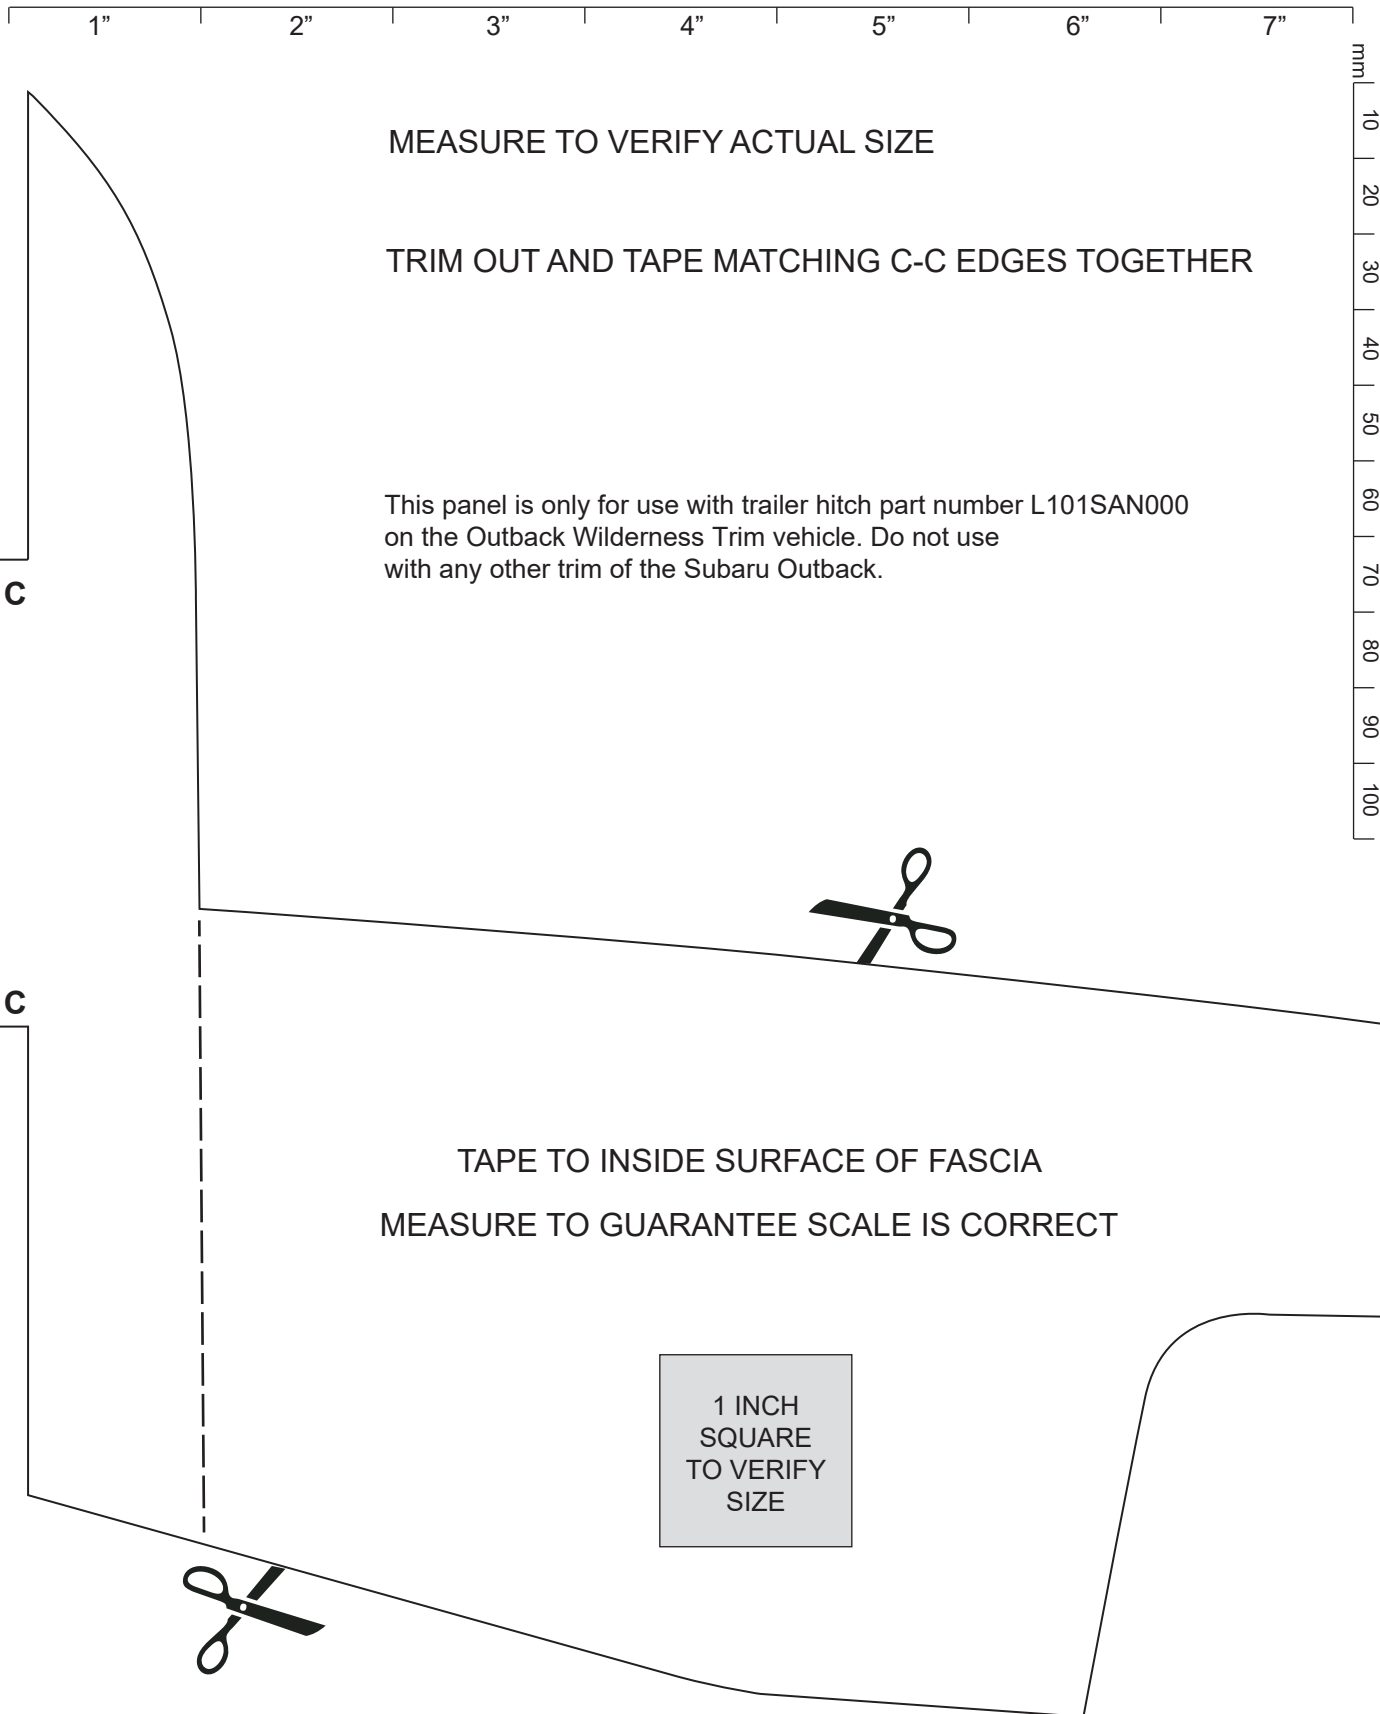 1” 2” 3” 4” 5” 6” 7”
mm
10
20
30
40
50
60
70
80
90
100
MEASURE TO VERIFY ACTUAL SIZE
TRIM OUT AND TAPE MATCHING C-C EDGES TOGETHER
This panel is only for use with trailer hitch part number L101SAN000
on the Outback Wilderness Trim vehicle. Do not use
with any other trim of the Subaru Outback.
C
C
TAPE TO INSIDE SURFACE OF FASCIA
MEASURE TO GUARANTEE SCALE IS CORRECT
1 INCH
SQUARE
TO VERIFY
SIZE